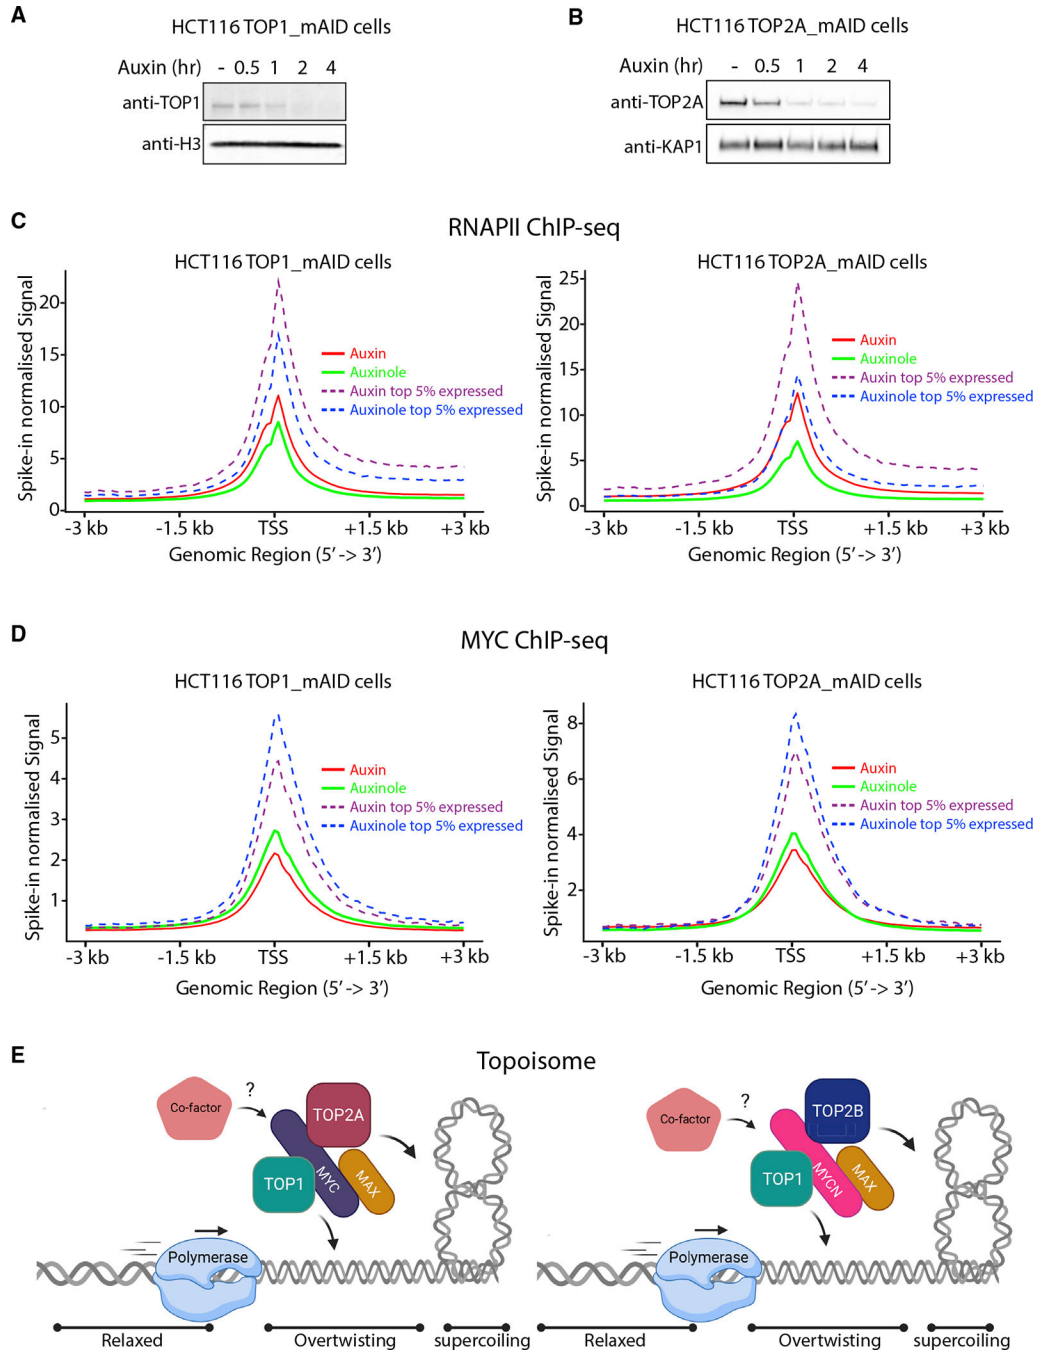 A
HCT116 TOP1_mAID cells
Auxin (hr) - 0.5 1 2 4
anti-TOP1
anti-H3
B
HCT116 TOP2A_mAID cells
Auxin (hr) - 0.5 1 2 4
anti-TOP2A
anti-KAP1
C
RNAPII ChIP-seq
HCT116 TOP1_mAID cells
Spike-in normalised Signal
20
15
10
5
0
Auxin
Auxinole
Auxin top 5% expressed
Auxinole top 5% expressed
-3 kb -1.5 kb TSS +1.5 kb +3 kb
Genomic Region (5′ -> 3′)
HCT116 TOP2A_mAID cells
Spike-in normalised Signal
25
20
15
10
5
0
Auxin
Auxinole
Auxin top 5% expressed
Auxinole top 5% expressed
-3 kb -1.5 kb TSS +1.5 kb +3 kb
Genomic Region (5′ -> 3′)
D
MYC ChIP-seq
HCT116 TOP1_mAID cells
Spike-in normalised Signal
5
4
3
2
1
Auxin
Auxinole
Auxin top 5% expressed
Auxinole top 5% expressed
-3 kb -1.5 kb TSS +1.5 kb +3 kb
Genomic Region (5′ -> 3′)
HCT116 TOP2A_mAID cells
Spike-in normalised Signal
8
6
4
2
Auxin
Auxinole
Auxin top 5% expressed
Auxinole top 5% expressed
-3 kb -1.5 kb TSS +1.5 kb +3 kb
Genomic Region (5′ -> 3′)
E
Topoisome
Co-factor
?
TOP2A
TOP1
MYC
MAX
Polymerase
Relaxed
Overtwisting
supercoiling
Co-factor
?
TOP2B
TOP1
MYCN
MAX
Polymerase
Relaxed
Overtwisting
supercoiling